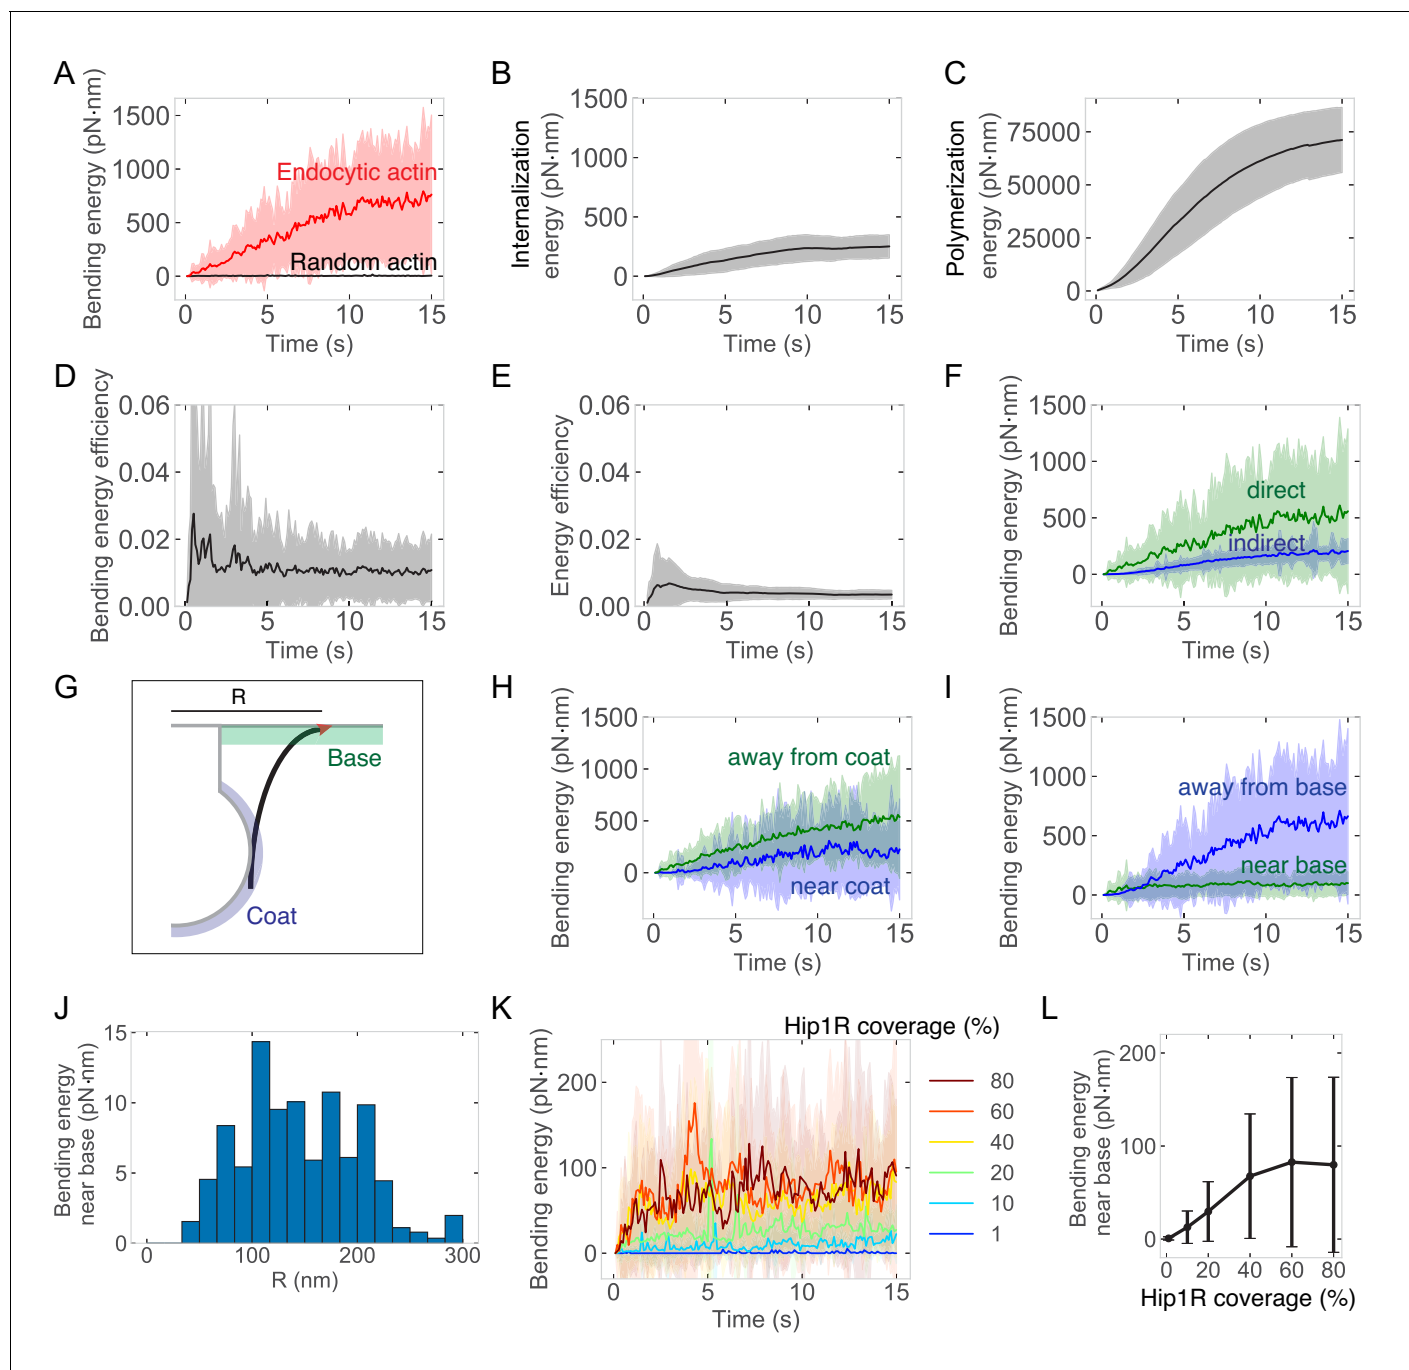 A
Bending energy (pN·nm)
1500
1000
500
0
Endocytic actin
Random actin
0 5 10 15
Time (s)
B
Internalization
energy (pN·nm)
1500
1000
500
0
0 5 10 15
Time (s)
C
Polymerization
energy (pN·nm)
75000
50000
25000
0
0 5 10 15
Time (s)
D
Bending energy efficiency
0.06
0.04
0.02
0.00
0 5 10 15
Time (s)
E
Energy efficiency
0.06
0.04
0.02
0.00
0 5 10 15
Time (s)
F
Bending energy (pN·nm)
1500
1000
500
0
direct
indirect
0 5 10 15
Time (s)
G
R
Base
Coat
H
Bending energy (pN·nm)
1500
1000
500
0
away from coat
near coat
0 5 10 15
Time (s)
I
Bending energy (pN·nm)
1500
1000
500
0
away from base
near base
0 5 10 15
Time (s)
J
Bending energy
near base (pN·nm)
15
10
5
0
0 100 200 300
R (nm)
K
Bending energy (pN·nm)
200
100
0
0 5 10 15
Time (s)
Hip1R coverage (%)
80
60
40
20
10
1
L
Bending energy
near base (pN·nm)
200
100
0
0 20 40 60 80
Hip1R coverage (%)